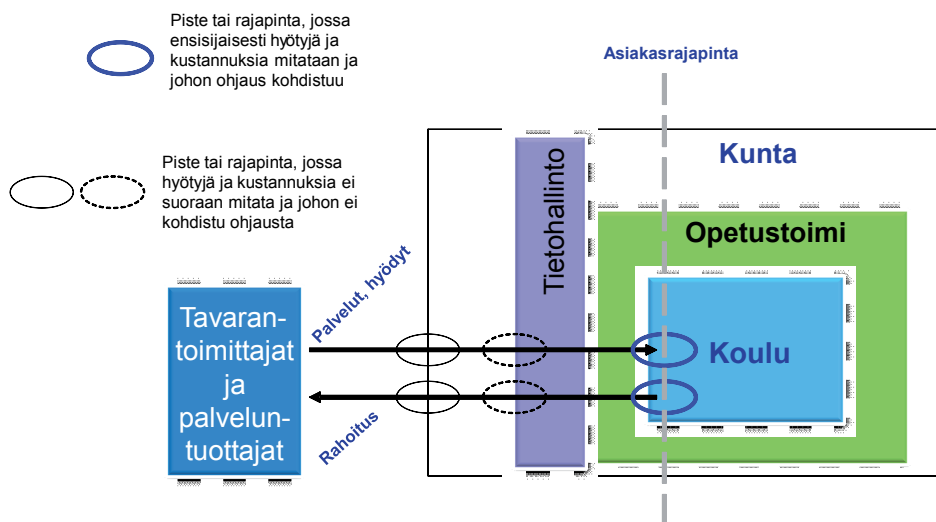 Piste tai rajapinta, jossa
ensisijaisesti hyötyjä ja
kustannuksia mitataan ja
johon ohjaus kohdistuu
Asiakasrajapinta
Piste tai rajapinta, jossa
hyötyjä ja kustannuksia ei
suoraan mitata ja johon ei
kohdistu ohjausta
Kunta
Tietohallinto
Opetustoimi
Koulu
Palvelut, hyödyt
Tavaran-
toimittajat
ja
palvelun-
tuottajat
Rahoitus